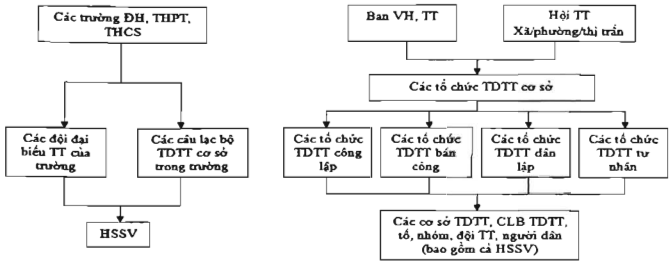 Các trường ĐH, THPT,
THCS
Ban VH, TT
Hội TT
Xã/phường/thị trấn
Các tổ chức TDTT cơ sở
Các đội đại
biểu TT của
trường
Các câu lạc bộ
TDTT cơ sở
trong trường
Các tổ chức
TDTT công
lập
Các tổ chức
TDTT bán
công
Các tổ chức
TDTT dân
lập
Các tổ chức
TDTT tư
nhân
HSSV
Các cơ sở TDTT, CLB TDTT,
tổ, nhóm, đội TT, người dân
(bao gồm cả HSSV)